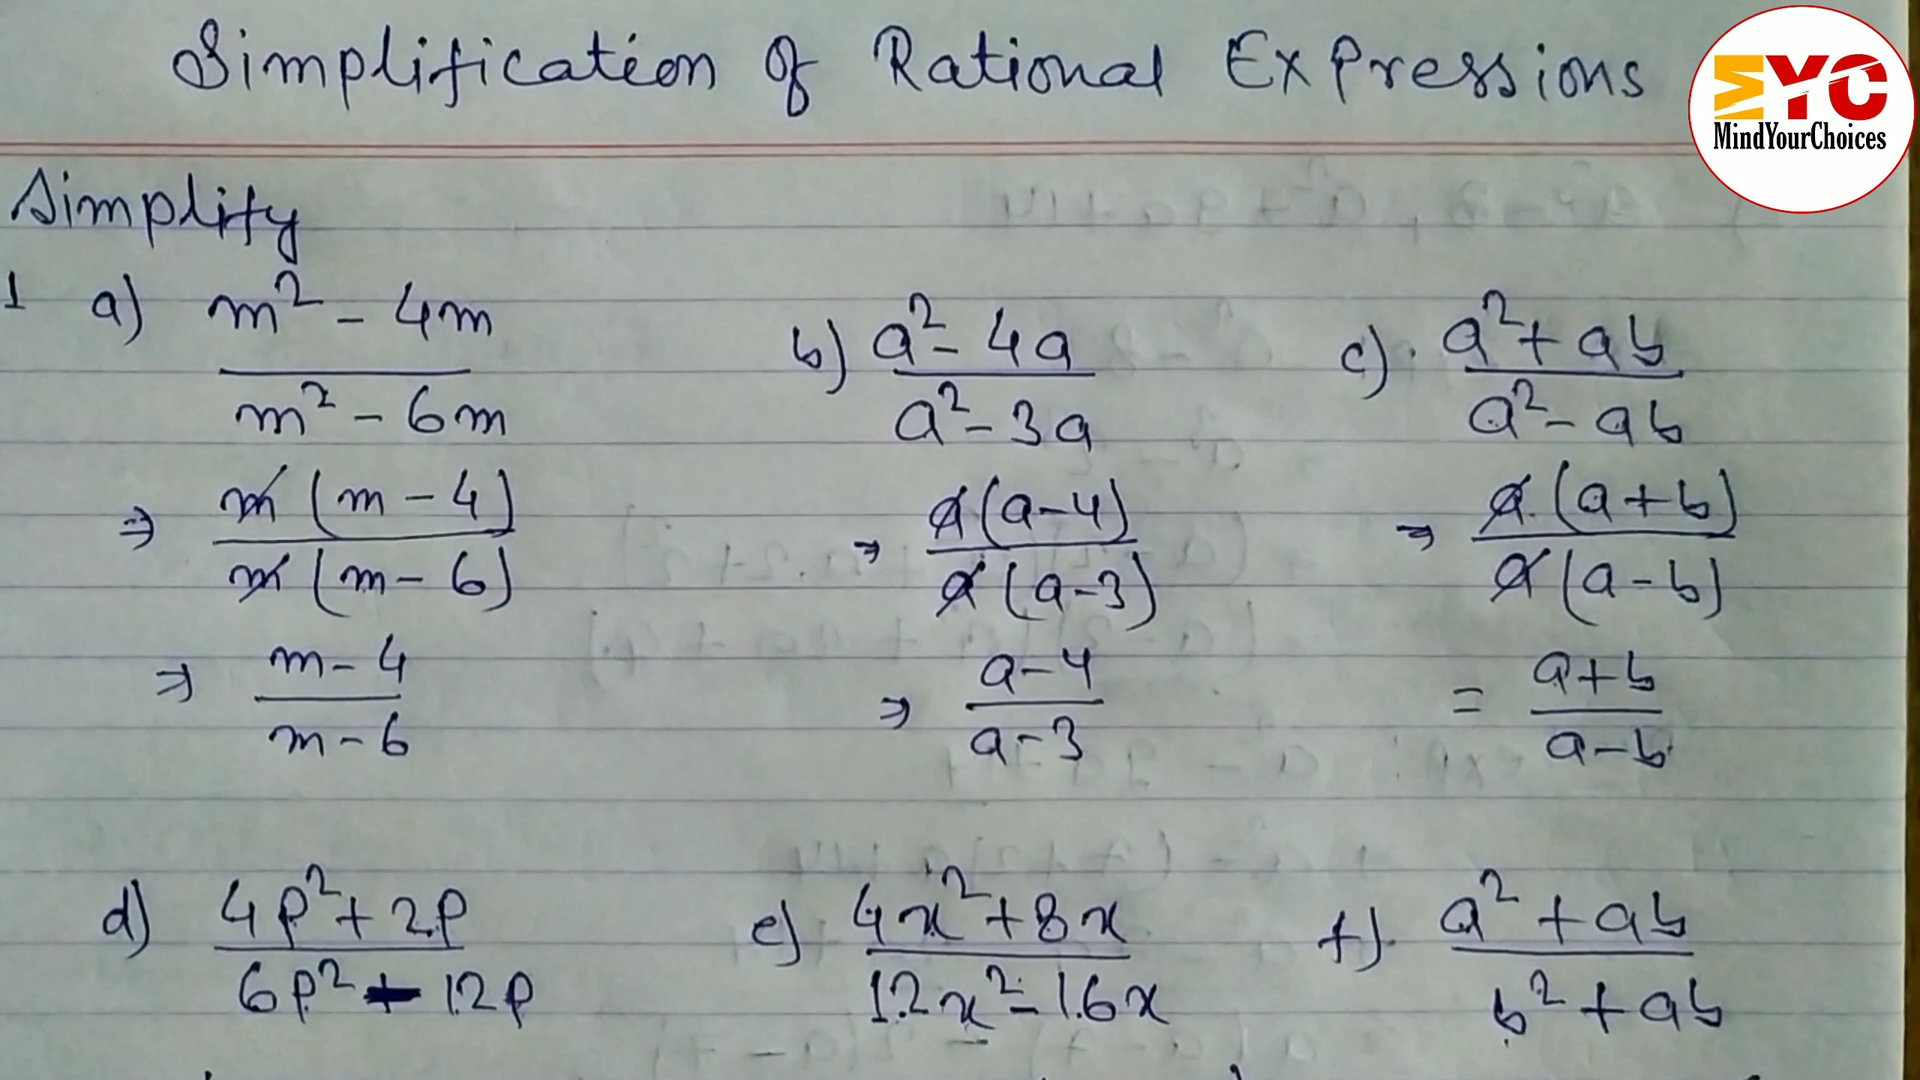 Simplification of Rational Expressions
MYC
MindYourChoices
Simplify
1 a) m² - 4m / m² - 6m b) a² - 4a / a² - 3a c) a² + ab / a² - ab
⇒ m(m - 4) / m(m - 6) ⇒ a(a - 4) / a(a - 3) ⇒ a(a + b) / a(a - b)
⇒ m - 4 / m - 6 ⇒ a - 4 / a - 3 = a + b / a - b
d) 4p² + 2p / 6p² - 12p e) 4x² + 8x / 12x² - 16x f) a² + ab / b² + ab